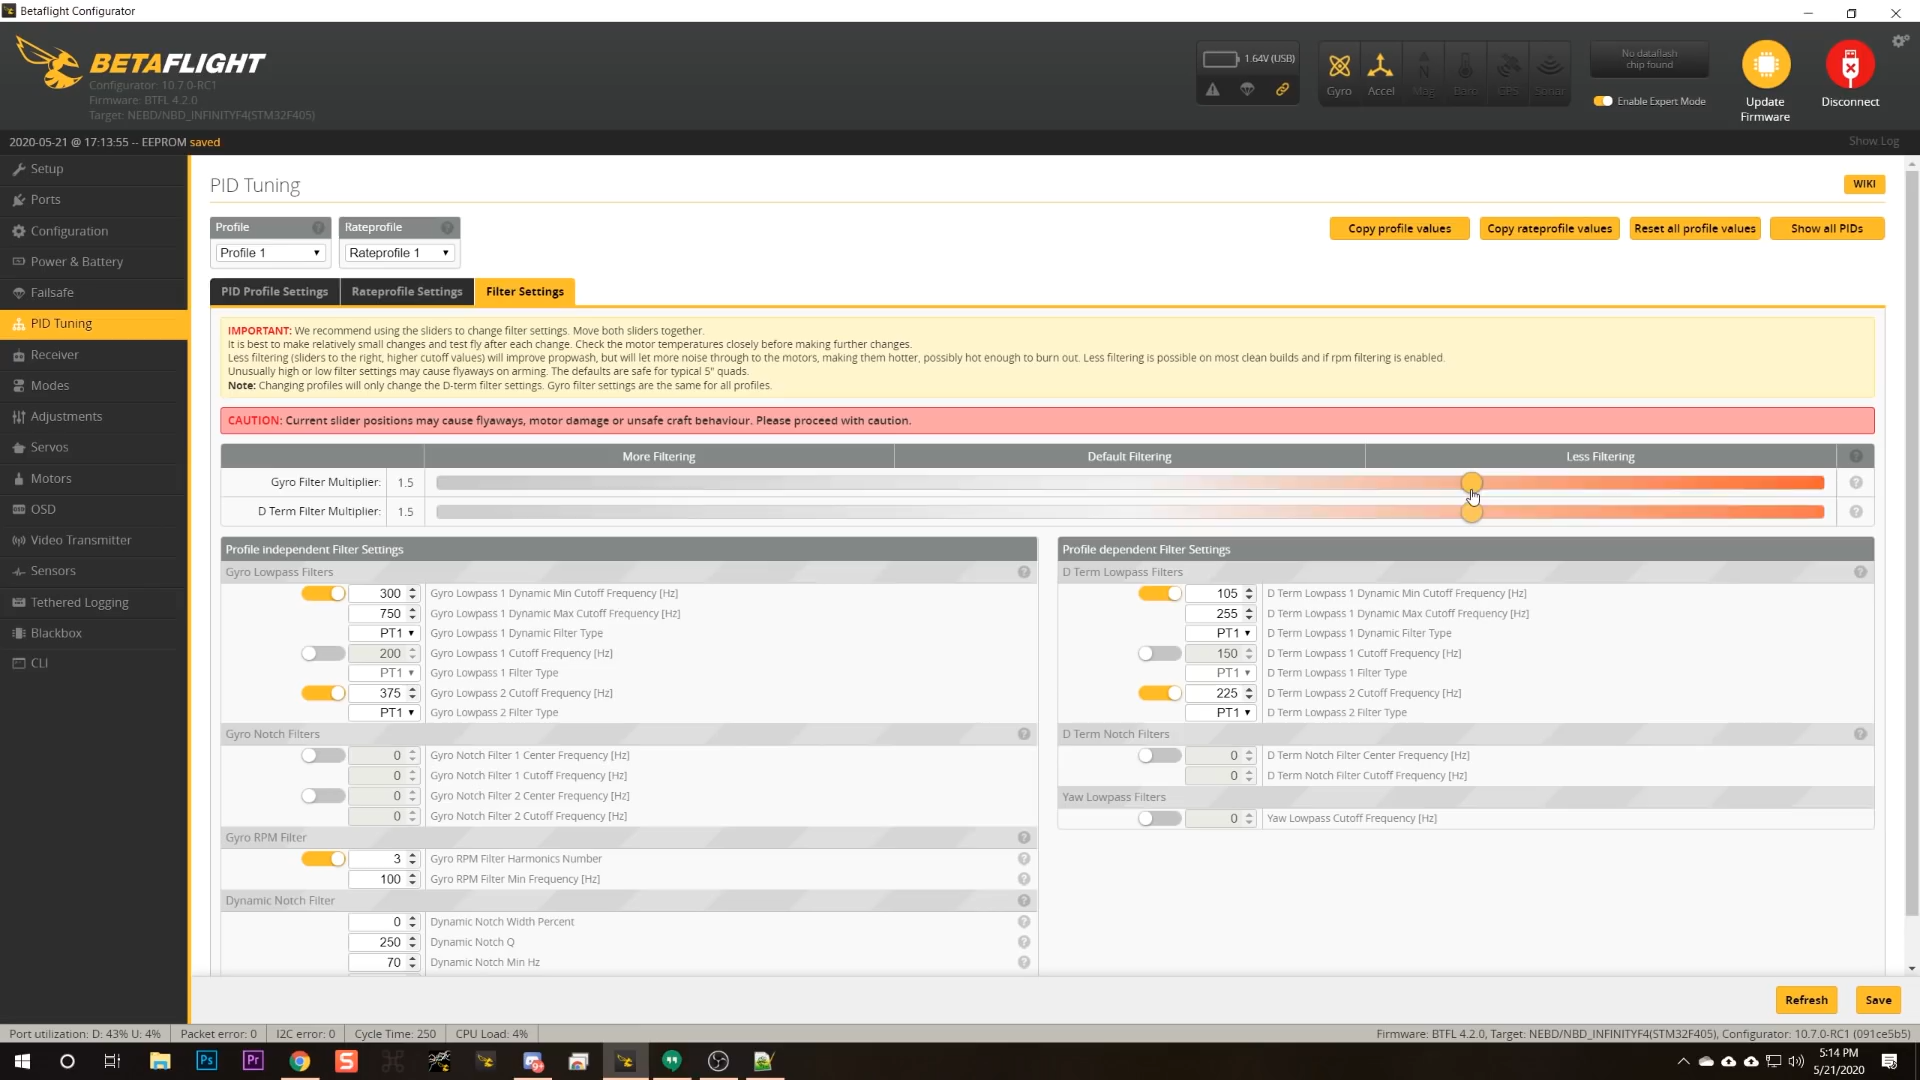 Betaflight Configurator
BETAFLIGHT
Configurator: 10.7.0-RC1
Firmware: BTFL 4.2.0
Target: NEBD/NBD_INFINITYF4(STM32F405)
1.64V (USB)
Gyro Accel Mag Baro GPS Sonar
No dataflash
chip found
Enable Expert Mode
Update
Firmware
Disconnect
2020-05-21 @ 17:13:55 -- EEPROM saved
Show Log
Setup
Ports
Configuration
Power & Battery
Failsafe
PID Tuning
Receiver
Modes
Adjustments
Servos
Motors
OSD
Video Transmitter
Sensors
Tethered Logging
Blackbox
CLI
PID Tuning
WIKI
Profile
Profile 1
Rateprofile
Rateprofile 1
Copy profile values
Copy rateprofile values
Reset all profile values
Show all PIDs
PID Profile Settings
Rateprofile Settings
Filter Settings
IMPORTANT: We recommend using the sliders to change filter settings. Move both sliders together.
It is best to make relatively small changes and test fly after each change. Check the motor temperatures closely before making further changes.
Less filtering (sliders to the right, higher cutoff values) will improve propwash, but will let more noise through to the motors, making them hotter, possibly hot enough to burn out. Less filtering is possible on most clean builds and if rpm filtering is enabled.
Unusually high or low filter settings may cause flyaways on arming. The defaults are safe for typical 5" quads.
Note: Changing profiles will only change the D-term filter settings. Gyro filter settings are the same for all profiles.
CAUTION: Current slider positions may cause flyaways, motor damage or unsafe craft behaviour. Please proceed with caution.
More Filtering
Default Filtering
Less Filtering
Gyro Filter Multiplier: 1.5
D Term Filter Multiplier: 1.5
Profile independent Filter Settings
Gyro Lowpass Filters
300 Gyro Lowpass 1 Dynamic Min Cutoff Frequency [Hz]
750 Gyro Lowpass 1 Dynamic Max Cutoff Frequency [Hz]
PT1 Gyro Lowpass 1 Dynamic Filter Type
200 Gyro Lowpass 1 Cutoff Frequency [Hz]
PT1 Gyro Lowpass 1 Filter Type
375 Gyro Lowpass 2 Cutoff Frequency [Hz]
PT1 Gyro Lowpass 2 Filter Type
Gyro Notch Filters
0 Gyro Notch Filter 1 Center Frequency [Hz]
0 Gyro Notch Filter 1 Cutoff Frequency [Hz]
0 Gyro Notch Filter 2 Center Frequency [Hz]
0 Gyro Notch Filter 2 Cutoff Frequency [Hz]
Gyro RPM Filter
3 Gyro RPM Filter Harmonics Number
100 Gyro RPM Filter Min Frequency [Hz]
Dynamic Notch Filter
0 Dynamic Notch Width Percent
250 Dynamic Notch Q
70 Dynamic Notch Min Hz
Profile dependent Filter Settings
D Term Lowpass Filters
105 D Term Lowpass 1 Dynamic Min Cutoff Frequency [Hz]
255 D Term Lowpass 1 Dynamic Max Cutoff Frequency [Hz]
PT1 D Term Lowpass 1 Dynamic Filter Type
150 D Term Lowpass 1 Cutoff Frequency [Hz]
PT1 D Term Lowpass 1 Filter Type
225 D Term Lowpass 2 Cutoff Frequency [Hz]
PT1 D Term Lowpass 2 Filter Type
D Term Notch Filters
0 D Term Notch Filter Center Frequency [Hz]
0 D Term Notch Filter Cutoff Frequency [Hz]
Yaw Lowpass Filters
0 Yaw Lowpass Cutoff Frequency [Hz]
Refresh
Save
Port utilization: D: 43% U: 4%
Packet error: 0
I2C error: 0
Cycle Time: 250
CPU Load: 4%
Firmware: BTFL 4.2.0, Target: NEBD/NBD_INFINITYF4(STM32F405), Configurator: 10.7.0-RC1 (091ce5b5)
Ps
Pr
S
5:14 PM
5/21/2020